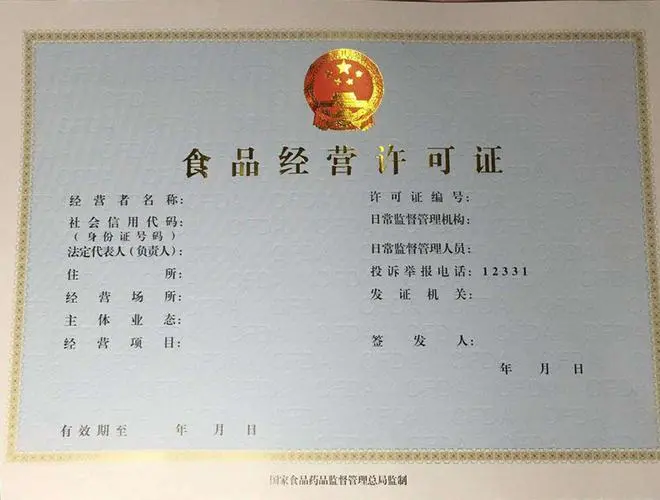 食品经营许可证
经营者名称：
社会信用代码：
（身份证号码）
法定代表人（负责人）：
住所：
经营场所：
主体业态：
经营项目：
许可证编号：
日常监督管理机构：
日常监督管理人员：
投诉举报电话：12331
发证机关：
签发人：
年 月 日
有效期至 年 月 日
国家食品药品监督管理总局监制